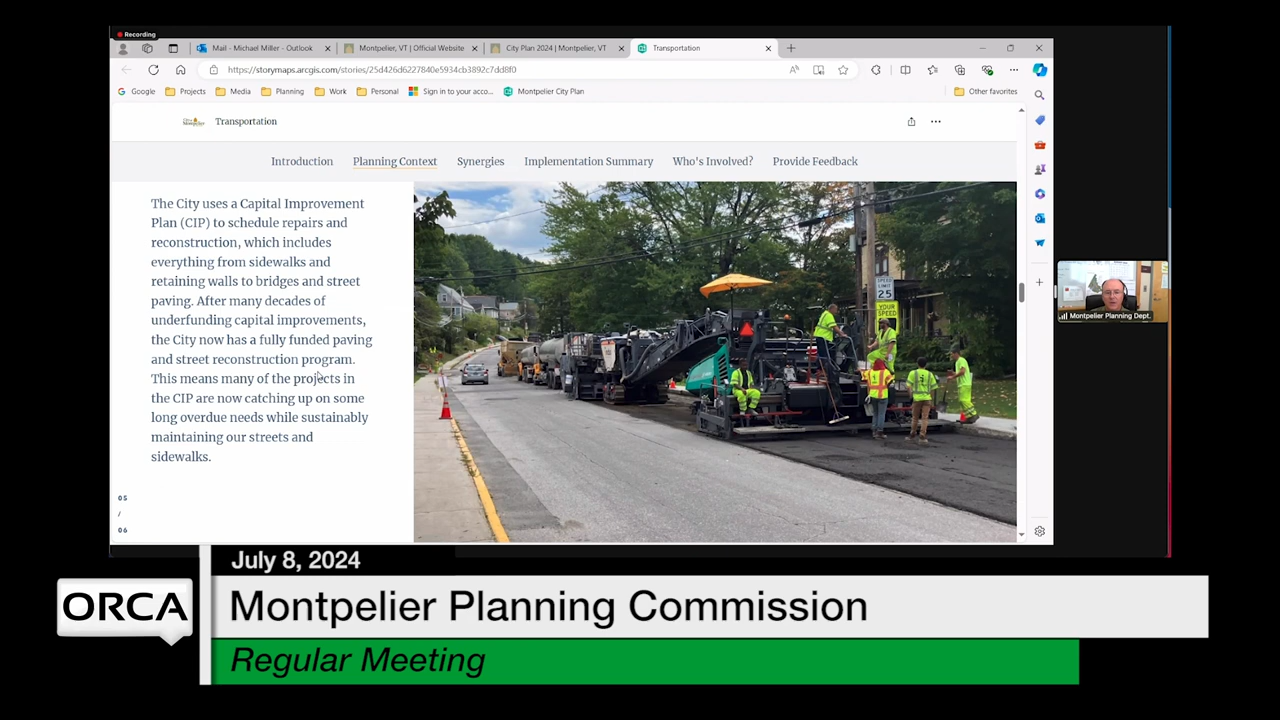 Recording
Mail - Michael Miller - Outlook
Montpelier, VT | Official Website
City Plan 2024 | Montpelier, VT
Transportation
https://storymaps.arcgis.com/stories/25d426d6227840e5934cb3892c7dd8f0
Google
Projects
Media
Planning
Work
Personal
Sign in to your acco...
Montpelier City Plan
Other favorites
Transportation
Introduction
Planning Context
Synergies
Implementation Summary
Who's Involved?
Provide Feedback
The City uses a Capital Improvement
Plan (CIP) to schedule repairs and
reconstruction, which includes
everything from sidewalks and
retaining walls to bridges and street
paving. After many decades of
underfunding capital improvements,
the City now has a fully funded paving
and street reconstruction program.
This means many of the projects in
the CIP are now catching up on some
long overdue needs while sustainably
maintaining our streets and
sidewalks.
05
/
06
SPEED
LIMIT
25
YOUR
SPEED
Montpelier Planning Dept.
July 8, 2024
ORCA
Montpelier Planning Commission
Regular Meeting